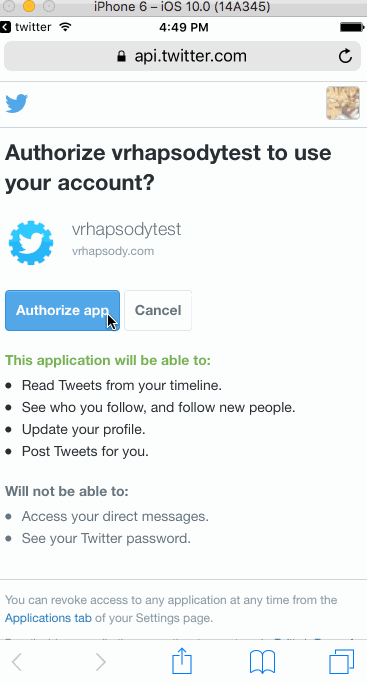 iPhone 6 – iOS 10.0 (14A345)
twitter 4:49 PM
api.twitter.com
Authorize vrhapsodytest to use
your account?
vrhapsodytest
vrhapsody.com
Authorize app Cancel
This application will be able to:
Read Tweets from your timeline.
See who you follow, and follow new people.
Update your profile.
Post Tweets for you.
Will not be able to:
Access your direct messages.
See your Twitter password.
You can revoke access to any application at any time from the
Applications tab of your Settings page.